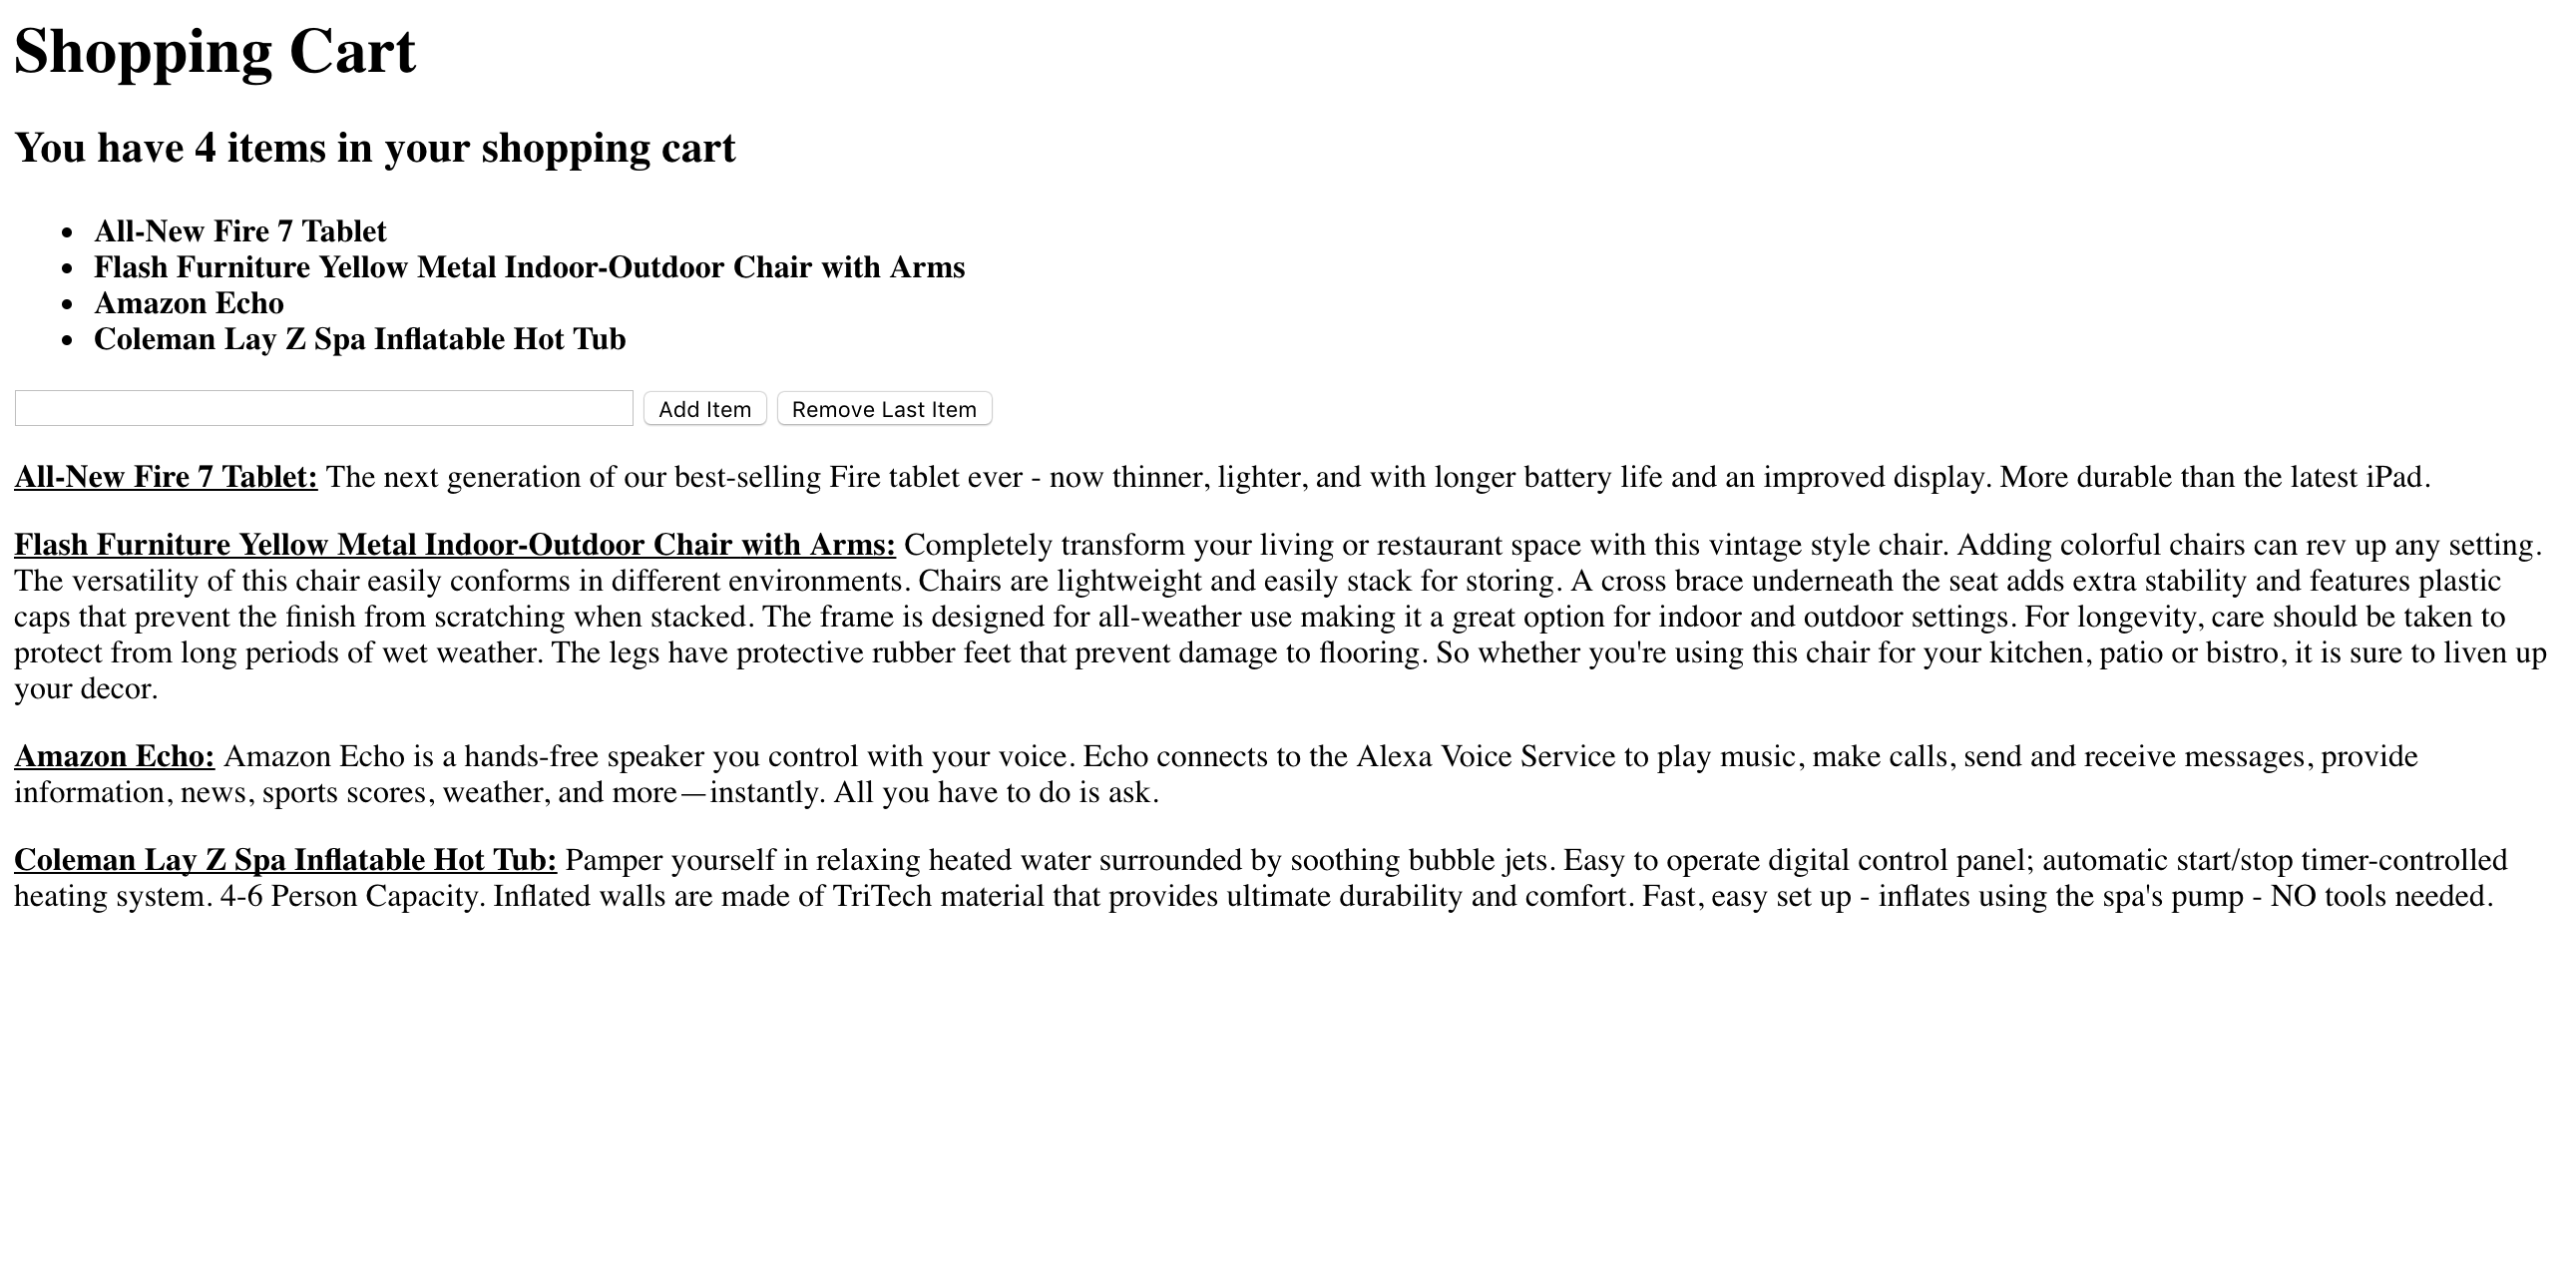 Shopping Cart
You have 4 items in your shopping cart
• All-New Fire 7 Tablet
• Flash Furniture Yellow Metal Indoor-Outdoor Chair with Arms
• Amazon Echo
• Coleman Lay Z Spa Inflatable Hot Tub
Add Item Remove Last Item
All-New Fire 7 Tablet: The next generation of our best-selling Fire tablet ever - now thinner, lighter, and with longer battery life and an improved display. More durable than the latest iPad.
Flash Furniture Yellow Metal Indoor-Outdoor Chair with Arms: Completely transform your living or restaurant space with this vintage style chair. Adding colorful chairs can rev up any setting.
The versatility of this chair easily conforms in different environments. Chairs are lightweight and easily stack for storing. A cross brace underneath the seat adds extra stability and features plastic
caps that prevent the finish from scratching when stacked. The frame is designed for all-weather use making it a great option for indoor and outdoor settings. For longevity, care should be taken to
protect from long periods of wet weather. The legs have protective rubber feet that prevent damage to flooring. So whether you're using this chair for your kitchen, patio or bistro, it is sure to liven up
your decor.
Amazon Echo: Amazon Echo is a hands-free speaker you control with your voice. Echo connects to the Alexa Voice Service to play music, make calls, send and receive messages, provide
information, news, sports scores, weather, and more—instantly. All you have to do is ask.
Coleman Lay Z Spa Inflatable Hot Tub: Pamper yourself in relaxing heated water surrounded by soothing bubble jets. Easy to operate digital control panel; automatic start/stop timer-controlled
heating system. 4-6 Person Capacity. Inflated walls are made of TriTech material that provides ultimate durability and comfort. Fast, easy set up - inflates using the spa's pump - NO tools needed.